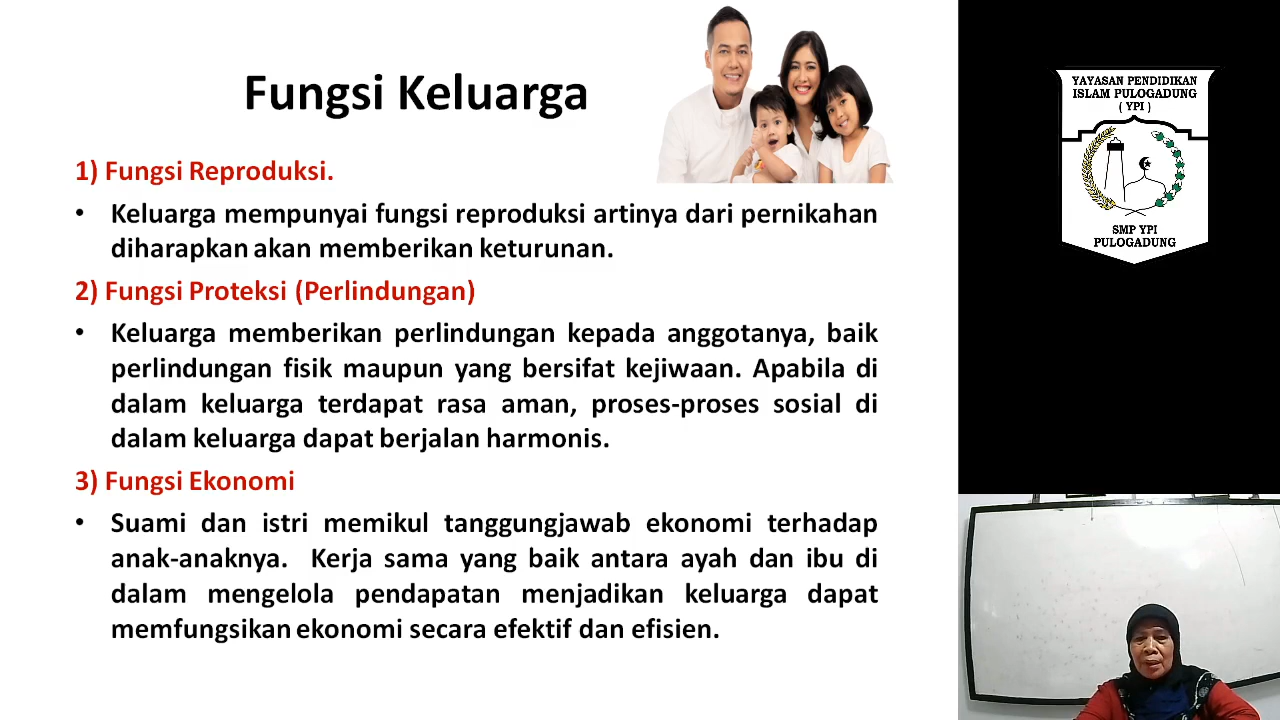 Fungsi Keluarga
1) Fungsi Reproduksi.
• Keluarga mempunyai fungsi reproduksi artinya dari pernikahan
diharapkan akan memberikan keturunan.
2) Fungsi Proteksi (Perlindungan)
• Keluarga memberikan perlindungan kepada anggotanya, baik
perlindungan fisik maupun yang bersifat kejiwaan. Apabila di
dalam keluarga terdapat rasa aman, proses-proses sosial di
dalam keluarga dapat berjalan harmonis.
3) Fungsi Ekonomi
• Suami dan istri memikul tanggungjawab ekonomi terhadap
anak-anaknya. Kerja sama yang baik antara ayah dan ibu di
dalam mengelola pendapatan menjadikan keluarga dapat
memfungsikan ekonomi secara efektif dan efisien.
YAYASAN PENDIDIKAN
ISLAM PULOGADUNG
( YPI )
SMP YPI
PULOGADUNG